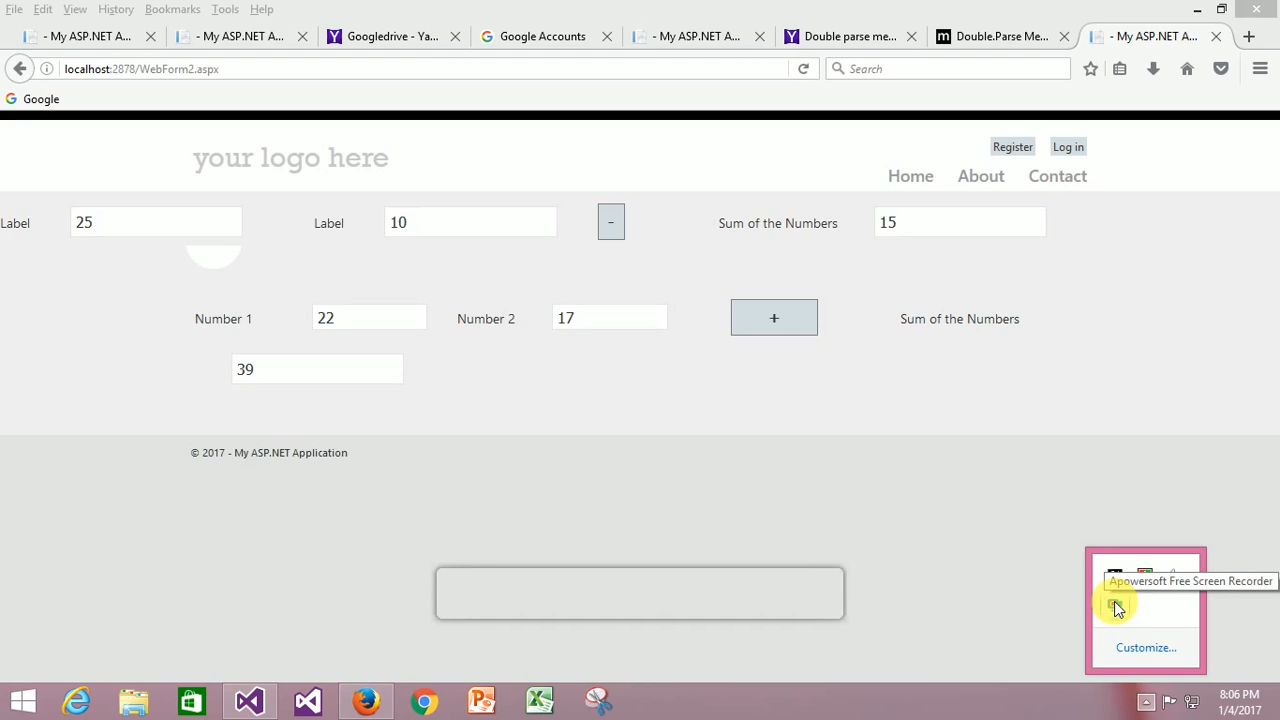 File Edit View History Bookmarks Tools Help
- My ASP.NET A... - My ASP.NET A... Googledrive - Ya... Google Accounts - My ASP.NET A... Double parse me... Double.Parse Me... - My ASP.NET A...
localhost:2878/WebForm2.aspx Search
Google
Register Log in
your logo here
Home About Contact
Label 25 Label 10 - Sum of the Numbers 15
Number 1 22 Number 2 17 + Sum of the Numbers
39
© 2017 - My ASP.NET Application
Apowersoft Free Screen Recorder
Customize...
8:06 PM
1/4/2017